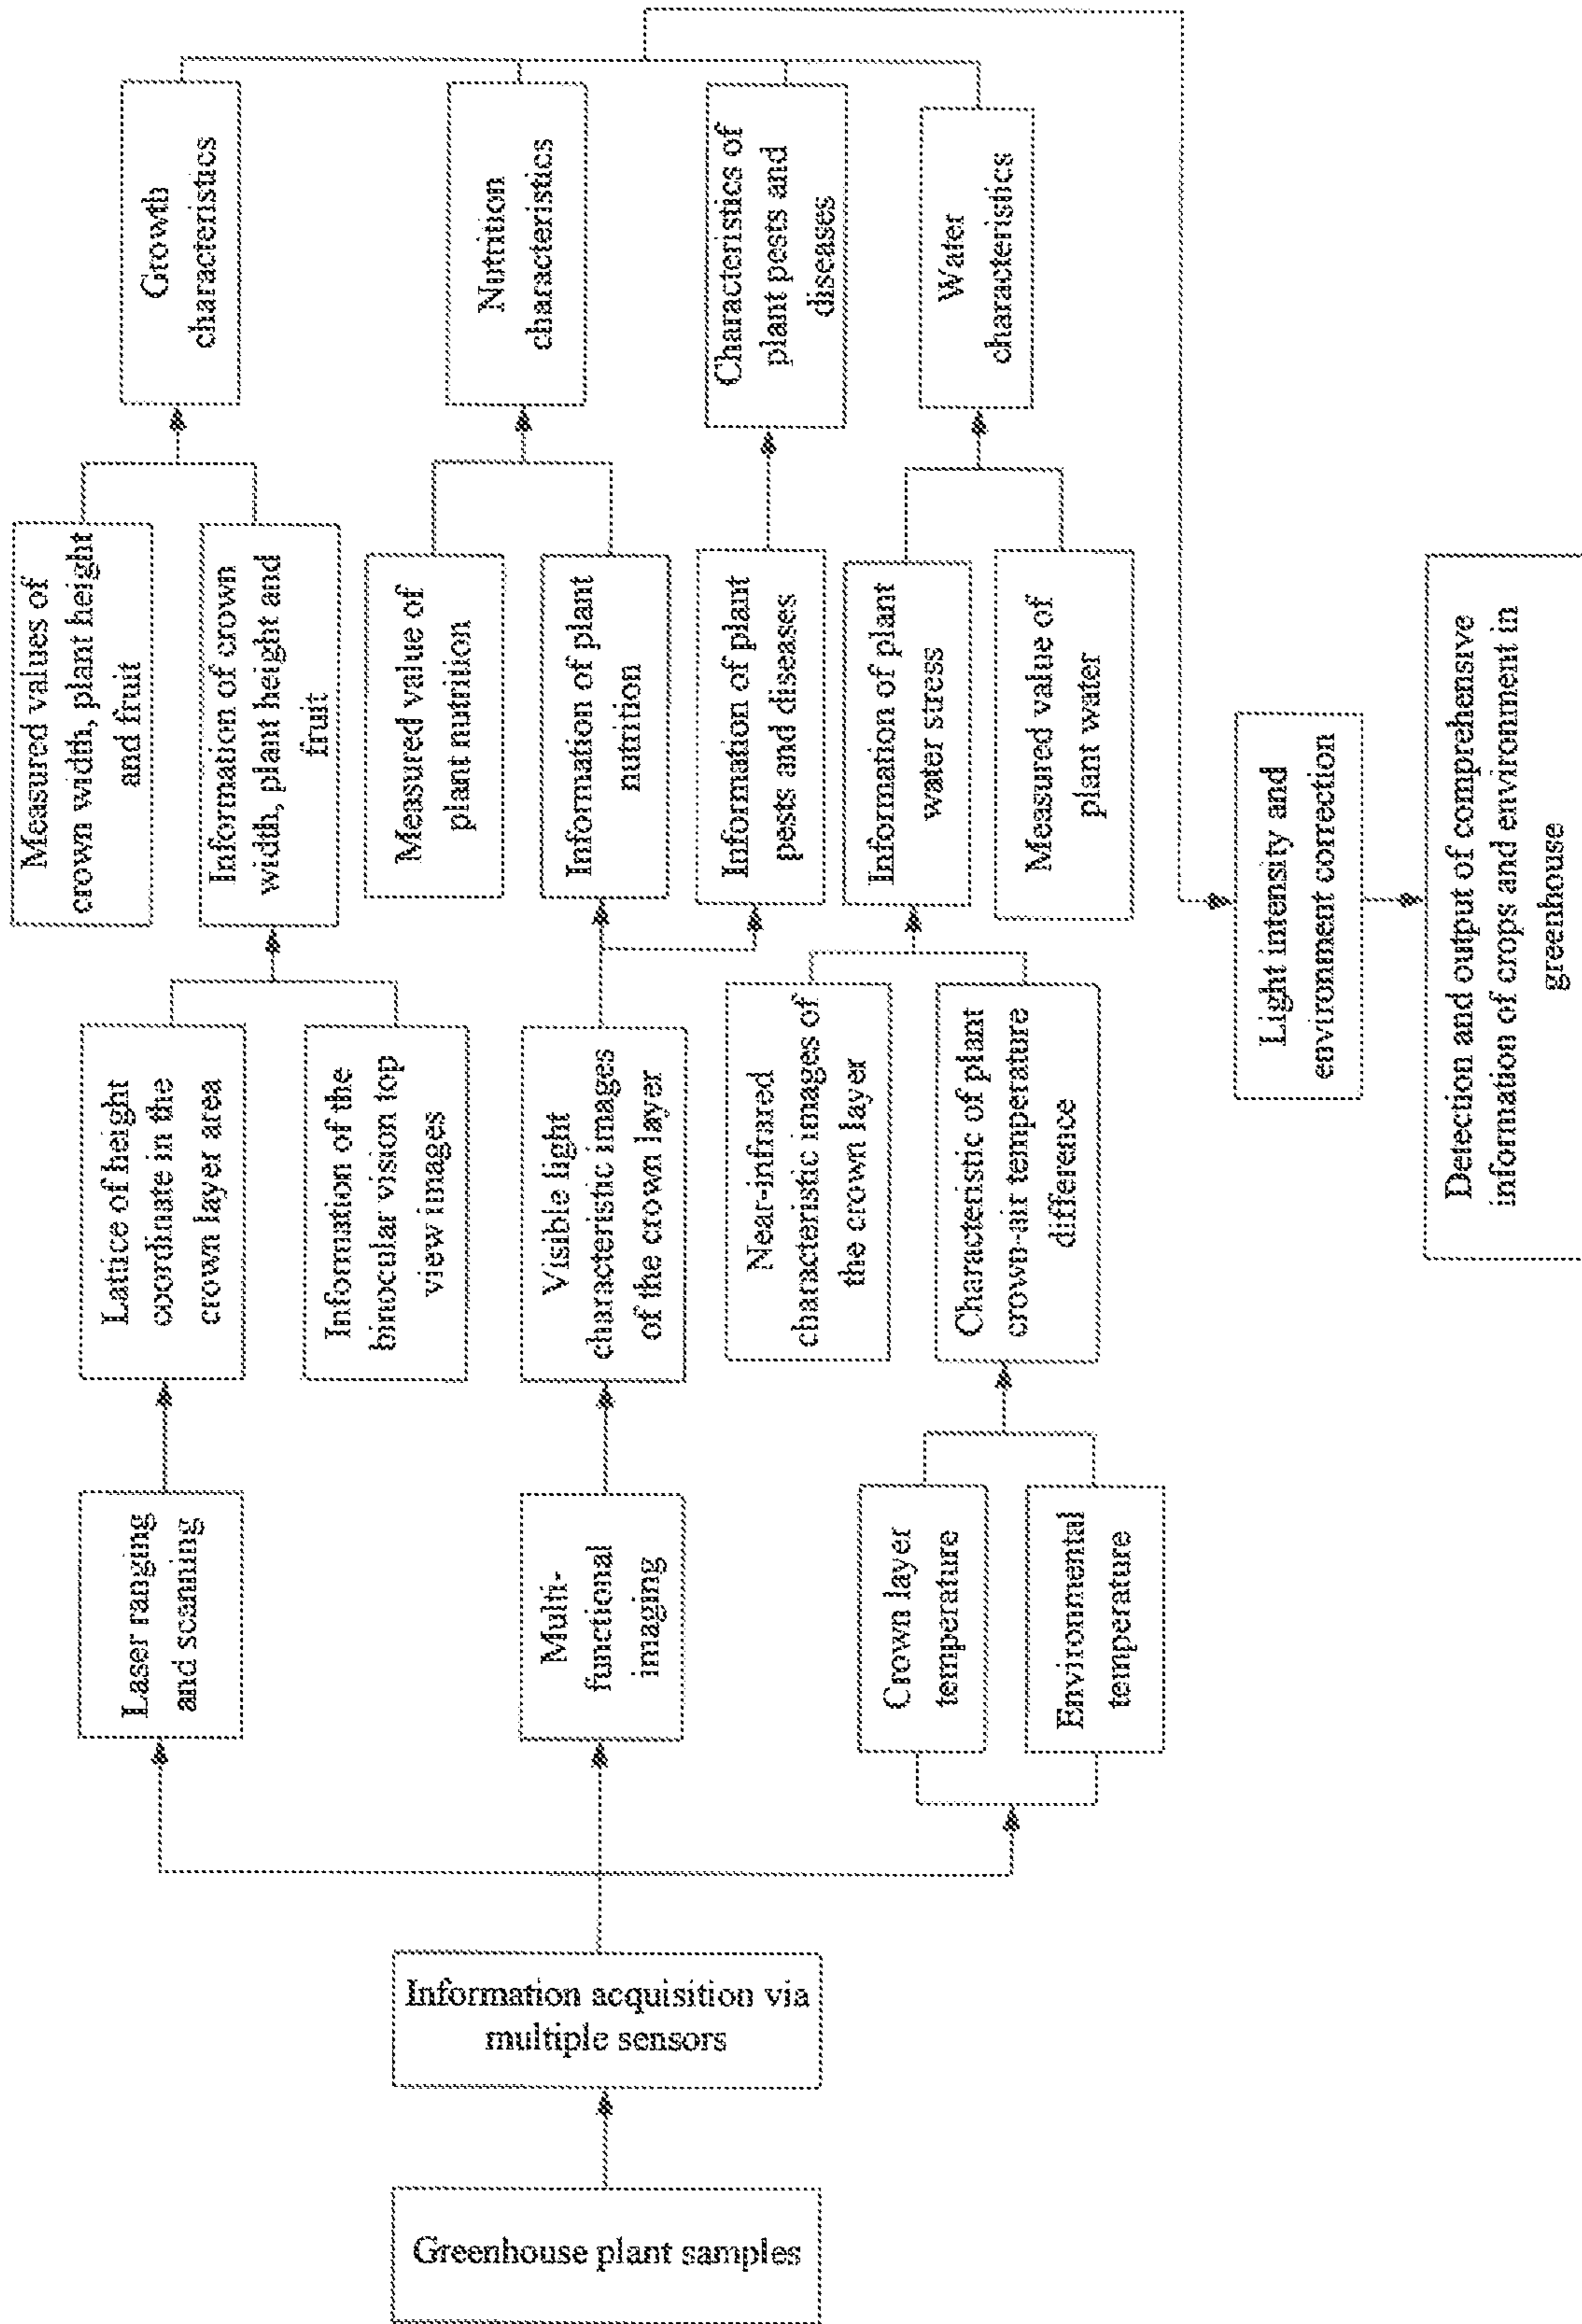 Greenhouse plant samples
Information acquisition via
multiple sensors
Laser ranging
and scanning
Multi-
functional
imaging
Crown layer
temperature
Environmental
temperature
Lattice of height
coordinate in the
crown layer area
Information of the
binocular vision top
view images
Visible light
characteristic images
of the crown layer
Near-infrared
characteristic images of
the crown layer
Characteristic of plant
crown-air temperature
difference
Measured values of
crown width, plant height
and fruit
Information of crown
width, plant height and
fruit
Measured value of
plant nutrition
Information of plant
nutrition
Information of plant
pests and diseases
Information of plant
water stress
Measured value of
plant water
Growth
characteristics
Nutrition
characteristics
Characteristics of
plant pests and
diseases
Water
characteristics
Light intensity and
environment correction
Detection and output of comprehensive
information of crops and environment in
greenhouse